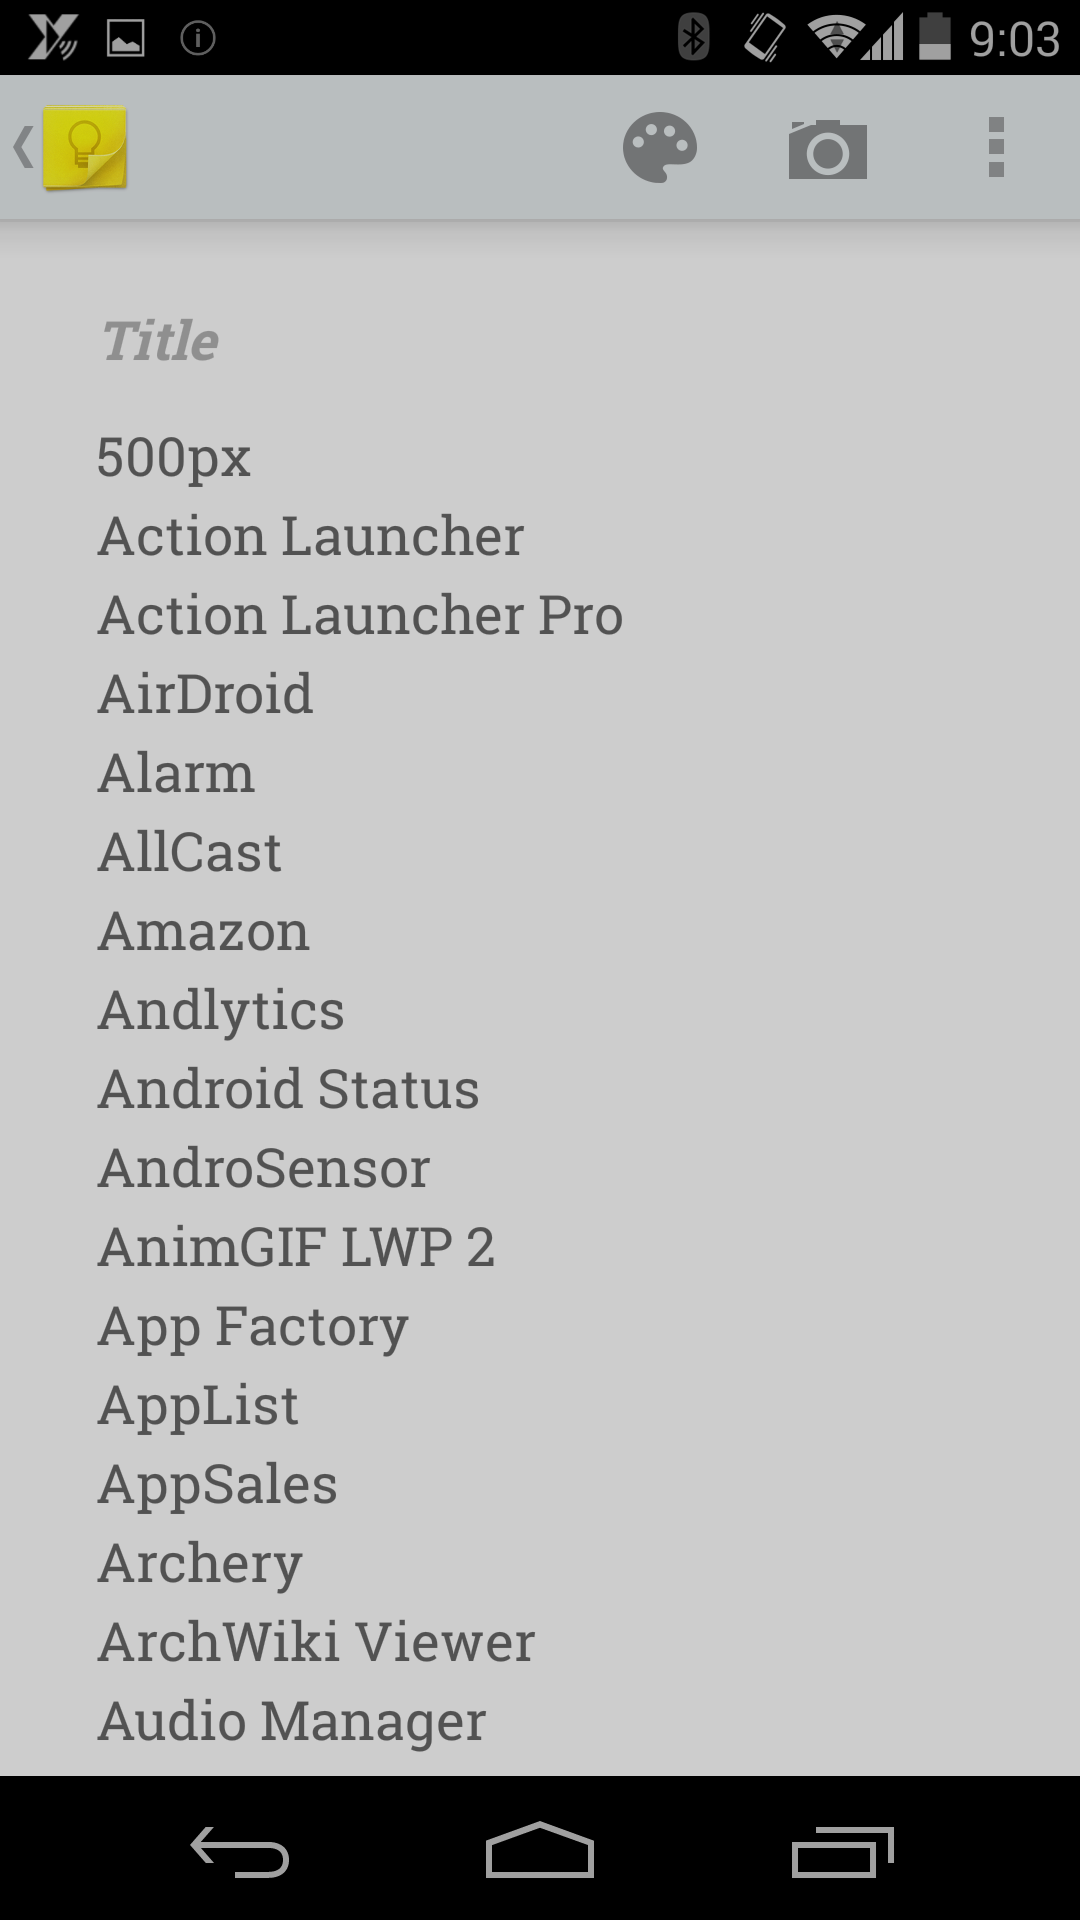 9:03
Title
500px
Action Launcher
Action Launcher Pro
AirDroid
Alarm
AllCast
Amazon
Andlytics
Android Status
AndroSensor
AnimGIF LWP 2
App Factory
AppList
AppSales
Archery
ArchWiki Viewer
Audio Manager